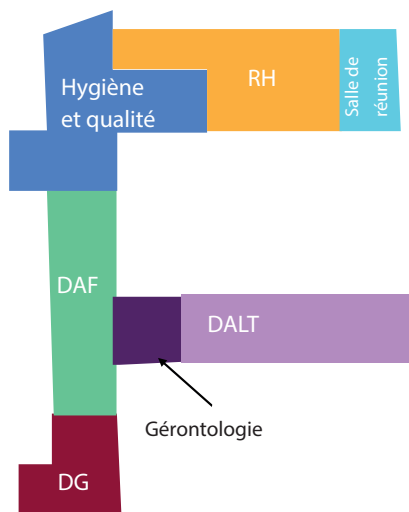 Hygiène
et qualité
RH
Salle de
réunion
DAF
DALT
Gérontologie
DG